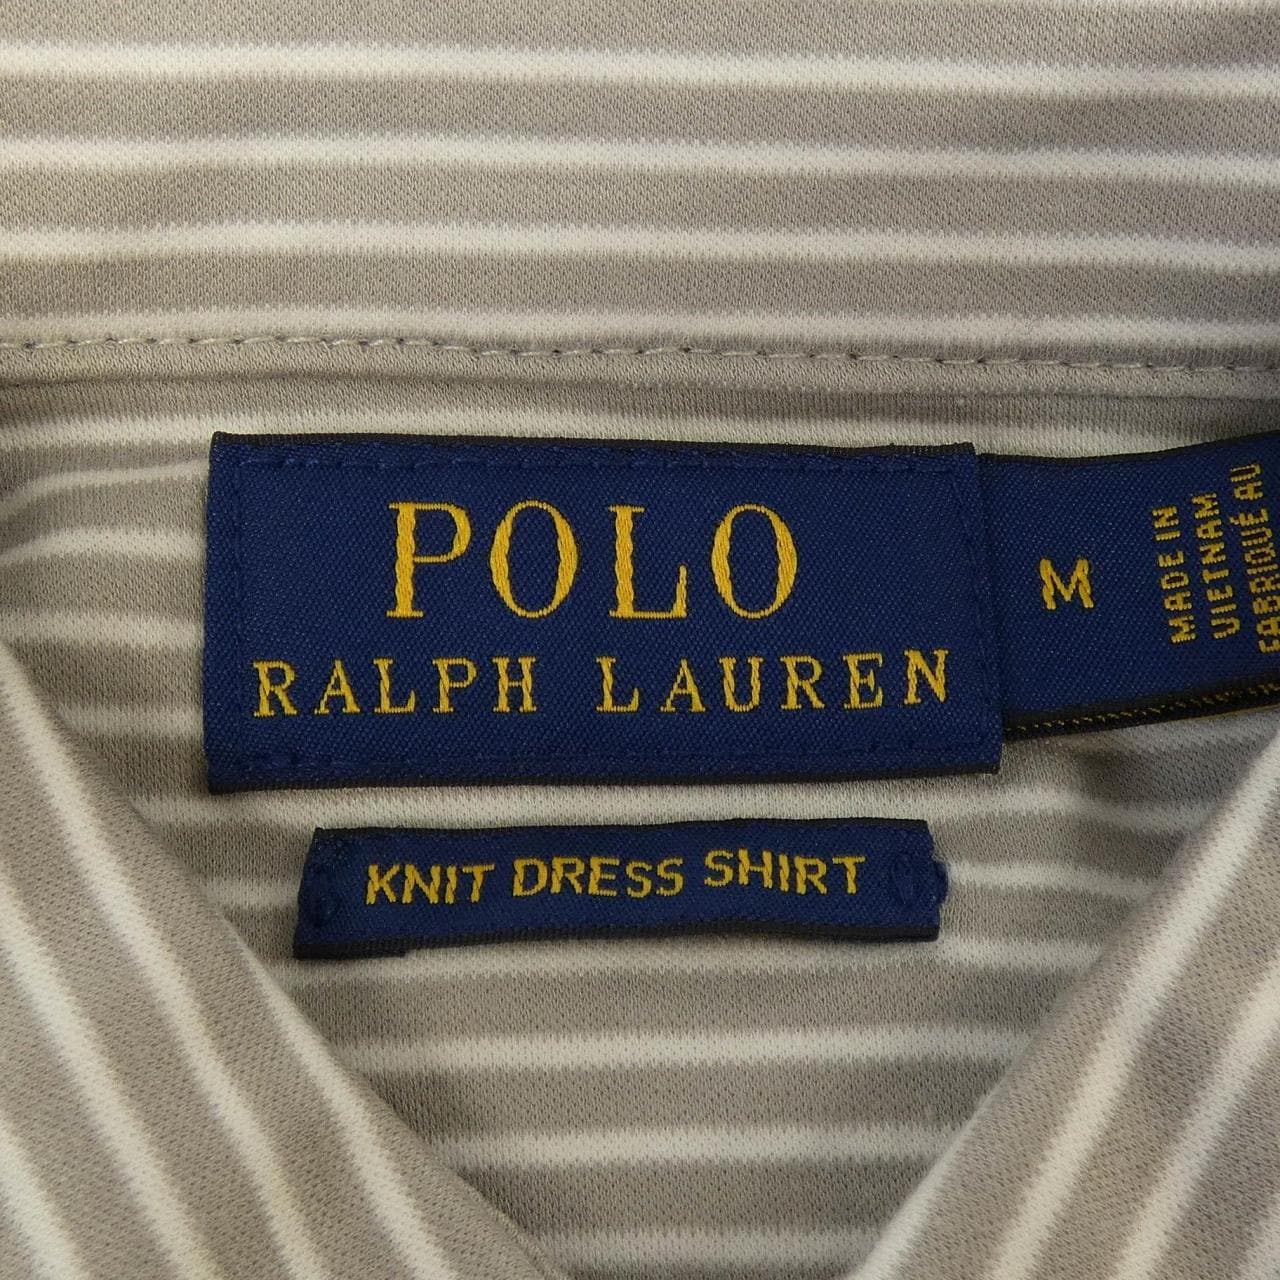 POLO
RALPH LAUREN
M
MADE IN
VIETNAM
FABRIQUÉ AU
KNIT DRESS SHIRT